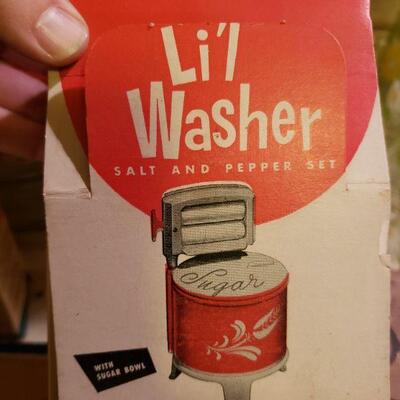 Li'l
Washer
SALT AND PEPPER SET
Sugar
WITH
SUGAR BOWL